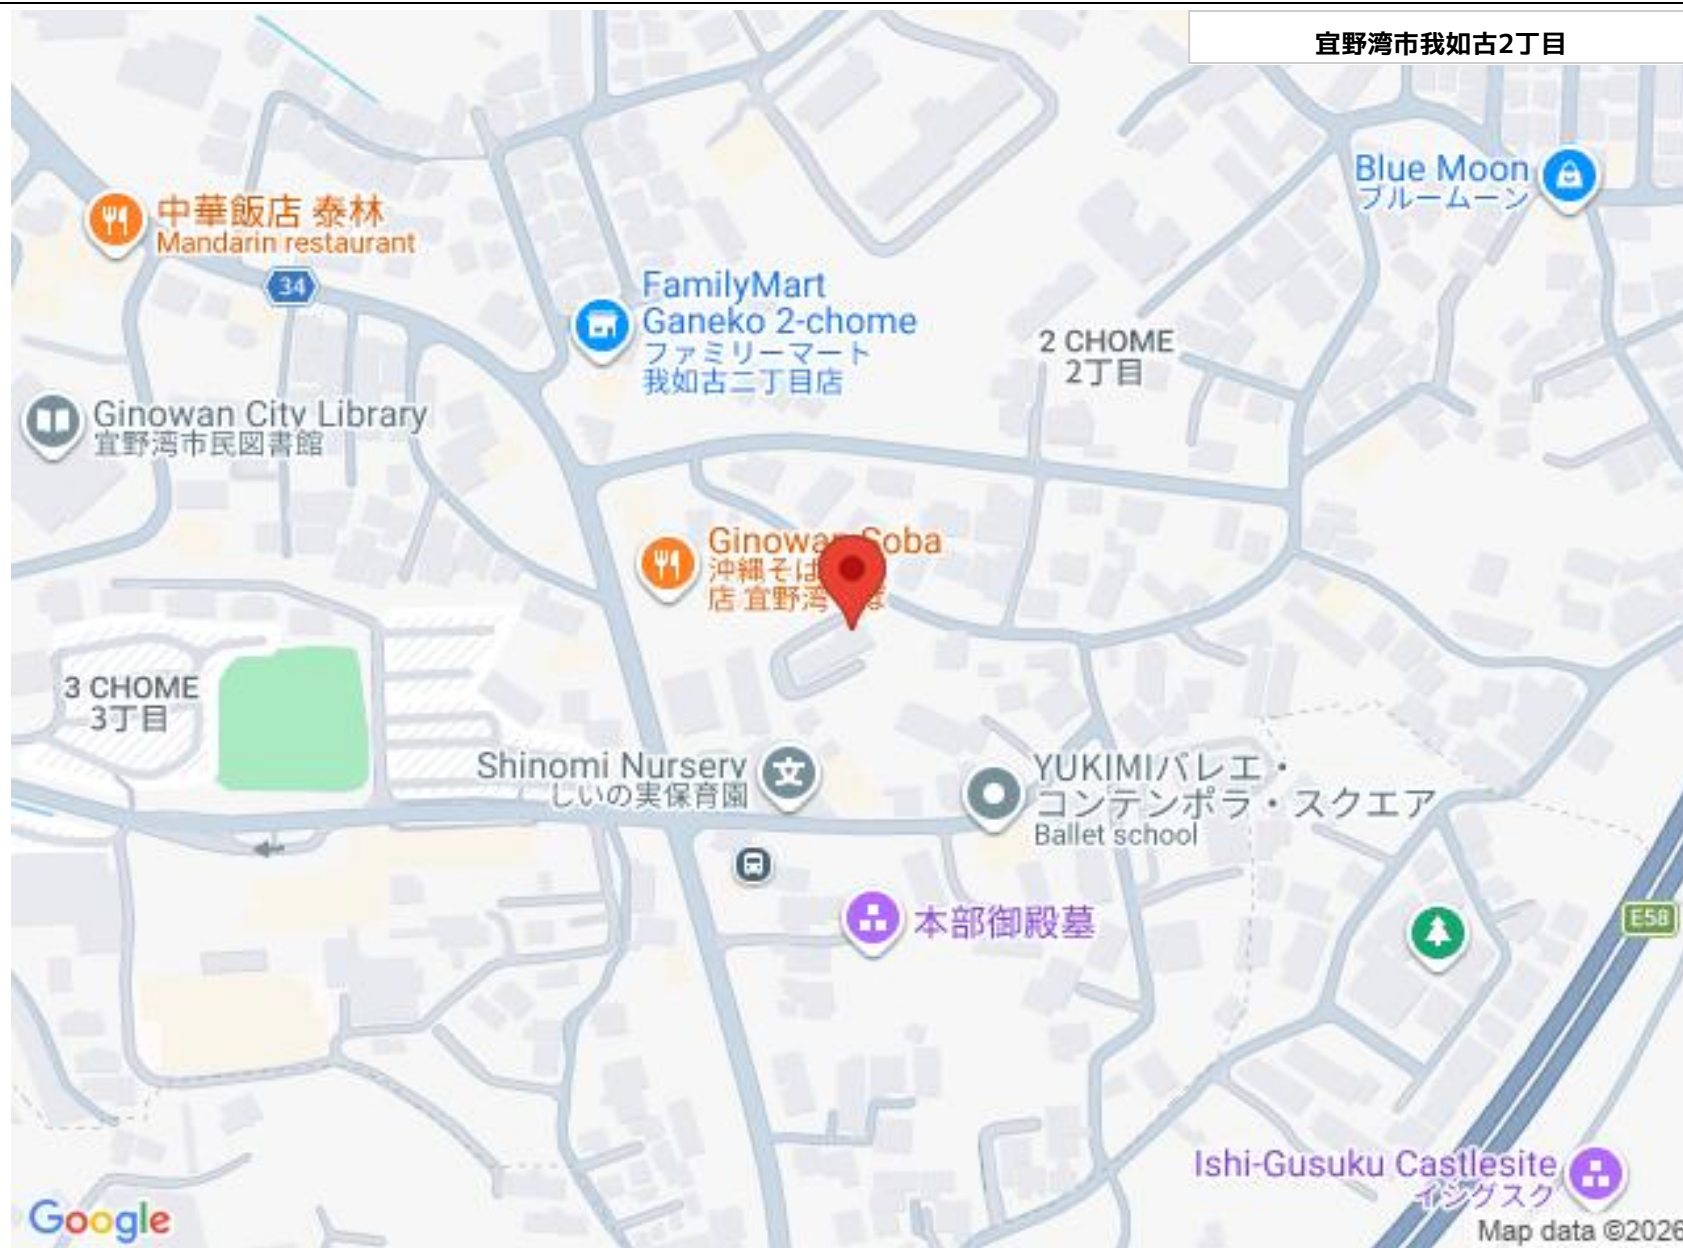 宜野湾市我如古2丁目
Blue Moon
ブルームーン
中華飯店 泰林
Mandarin restaurant
34
FamilyMart
Ganeko 2-chome
ファミリーマート
我如古二丁目店
2 CHOME
2丁目
Ginowan City Library
宜野湾市民図書館
Ginowan Soba
沖縄そば
店 宜野湾
3 CHOME
3丁目
Shinomi Nursery
しいの実保育園
YUKIMIバレエ・
コンテンポラ・スクエア
Ballet school
本部御殿墓
E58
Ishi-Gusuku Castlesite
イシグスク
Google
Map data ©2026